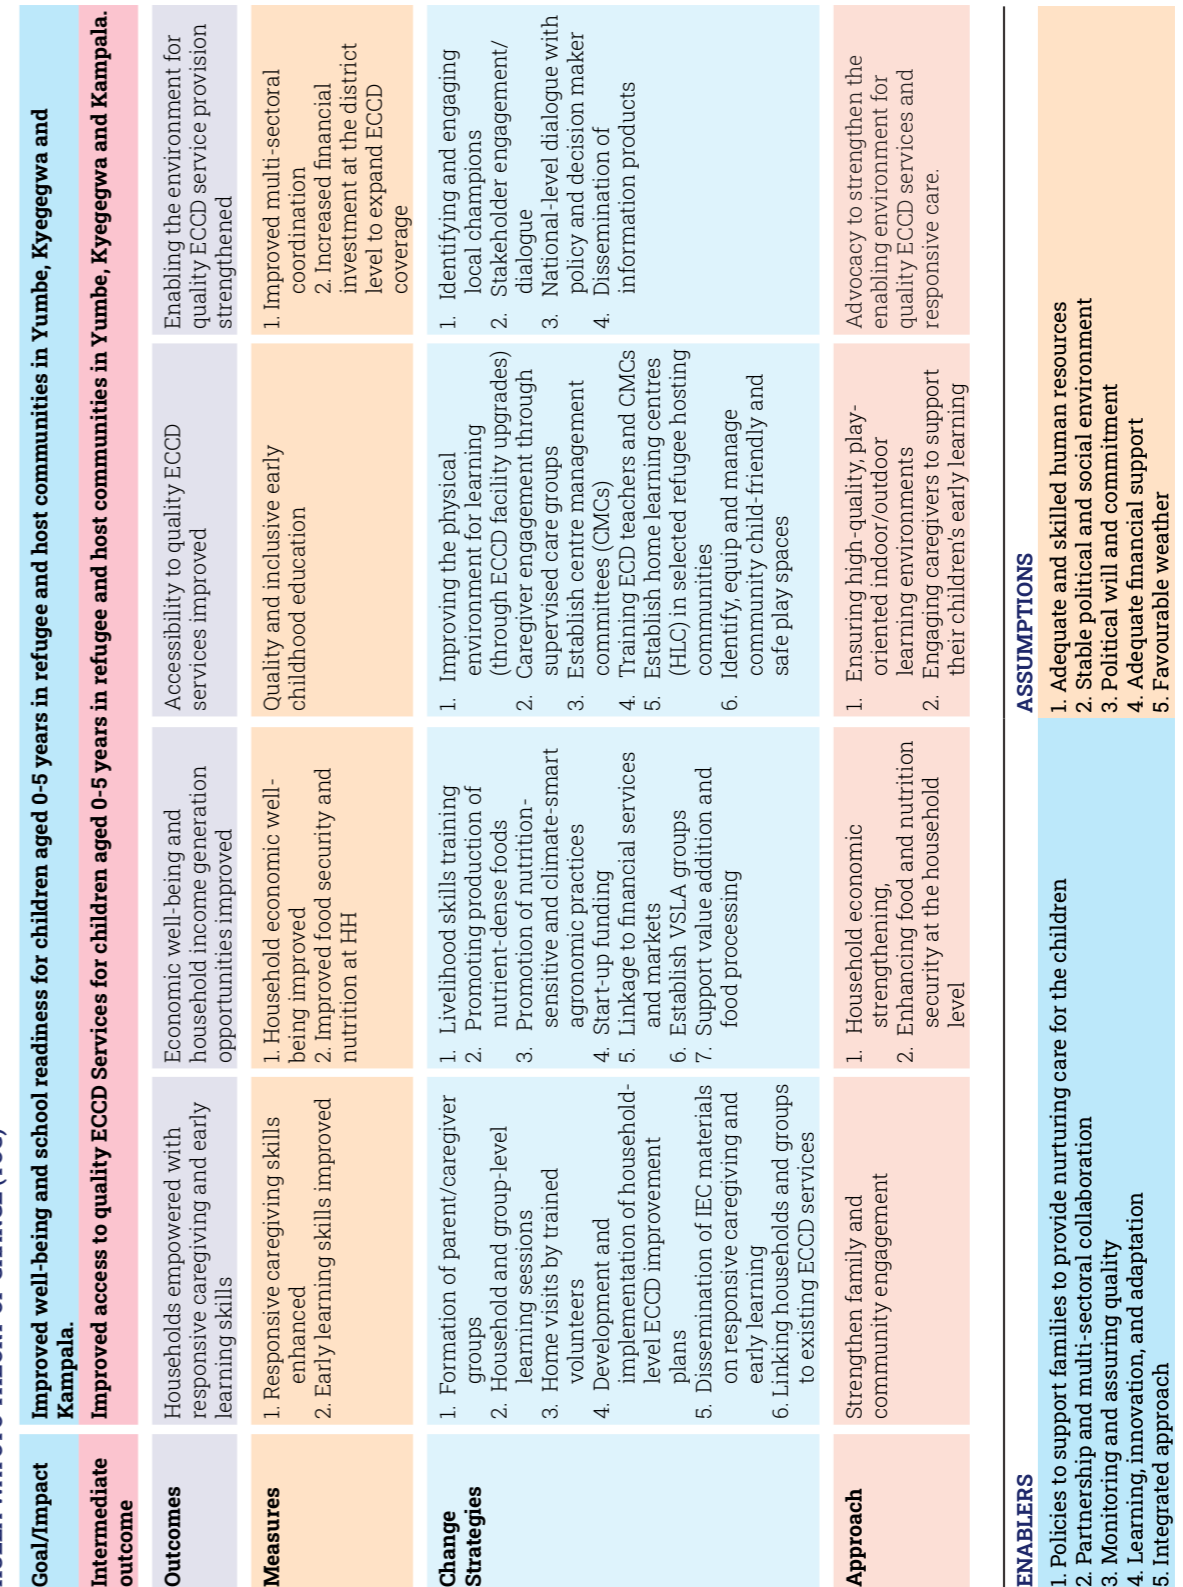 Goal/Impact
Improved well-being and school readiness for children aged 0-5 years in refugee and host communities in Yumbe, Kyegegwa and
Kampala.
Intermediate
outcome
Improved access to quality ECCD Services for children aged 0-5 years in refugee and host communities in Yumbe, Kyegegwa and Kampala.
Outcomes
Households empowered with
responsive caregiving and early
learning skills
Economic well-being and
household income generation
opportunities improved
Accessibility to quality ECCD
services improved
Enabling the environment for
quality ECCD service provision
strengthened
Measures
1. Responsive caregiving skills
enhanced
2. Early learning skills improved
1. Household economic well-
being improved
2. Improved food security and
nutrition at HH
Quality and inclusive early
childhood education
1. Improved multi-sectoral
coordination
2. Increased financial
investment at the district
level to expand ECCD
coverage
Change
Strategies
1. Formation of parent/caregiver
groups
2. Household and group-level
learning sessions
3. Home visits by trained
volunteers
4. Development and
implementation of household-
level ECCD improvement
plans
5. Dissemination of IEC materials
on responsive caregiving and
early learning
6. Linking households and groups
to existing ECCD services
1. Livelihood skills training
2. Promoting production of
nutrient-dense foods
3. Promotion of nutrition-
sensitive and climate-smart
agronomic practices
4. Start-up funding
5. Linkage to financial services
and markets
6. Establish VSLA groups
7. Support value addition and
food processing
1. Improving the physical
environment for learning
(through ECCD facility upgrades)
2. Caregiver engagement through
supervised care groups
3. Establish centre management
committees (CMCs)
4. Training ECD teachers and CMCs
5. Establish home learning centres
(HLC) in selected refugee hosting
communities
6. Identify, equip and manage
community child-friendly and
safe play spaces
1. Identifying and engaging
local champions
2. Stakeholder engagement/
dialogue
3. National-level dialogue with
policy and decision maker
4. Dissemination of
information products
Approach
Strengthen family and
community engagement
1. Household economic
strengthening,
2. Enhancing food and nutrition
security at the household
level
1. Ensuring high-quality, play-
oriented indoor/outdoor
learning environments
2. Engaging caregivers to support
their children's early learning
Advocacy to strengthen the
enabling environment for
quality ECCD services and
responsive care.
ENABLERS
1. Policies to support families to provide nurturing care for the children
2. Partnership and multi-sectoral collaboration
3. Monitoring and assuring quality
4. Learning, innovation, and adaptation
5. Integrated approach
ASSUMPTIONS
1. Adequate and skilled human resources
2. Stable political and social environment
3. Political will and commitment
4. Adequate financial support
5. Favourable weather